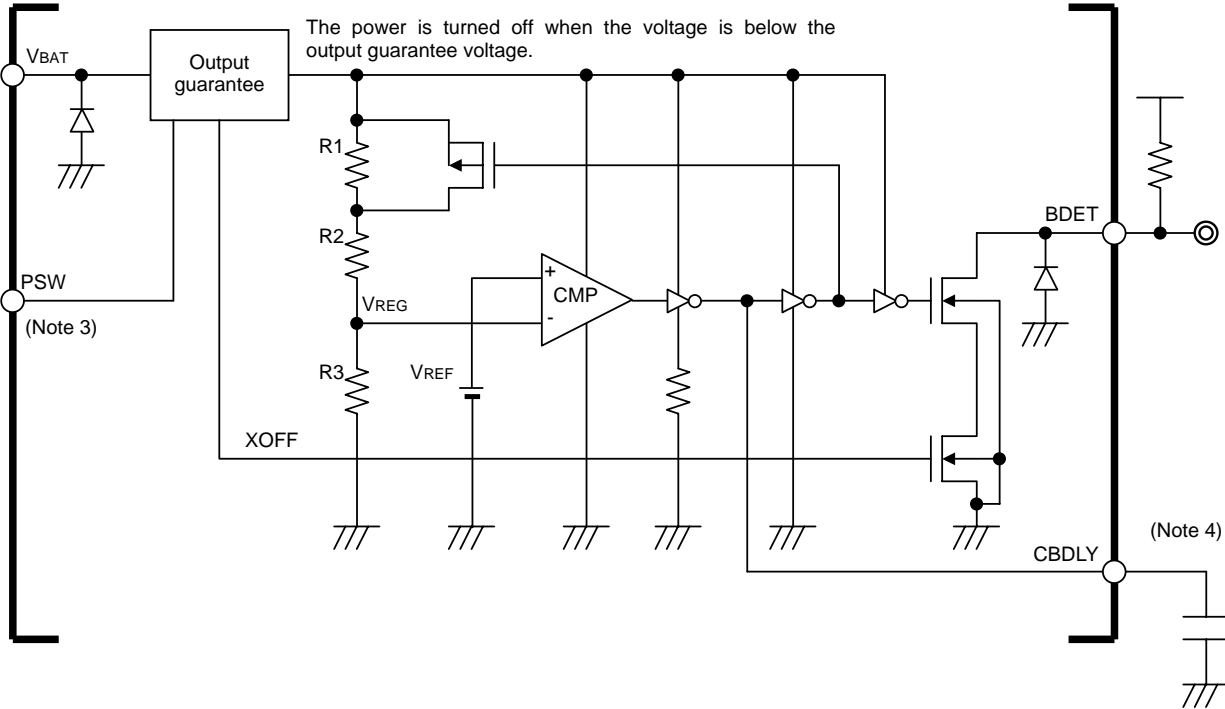 The power is turned off when the voltage is below the
output guarantee voltage.
VBAT
Output
guarantee
R1
R2
BDET
PSW
(Note 3)
VREG
+
CMP
-
R3
VREF
XOFF
(Note 4)
CBDLY